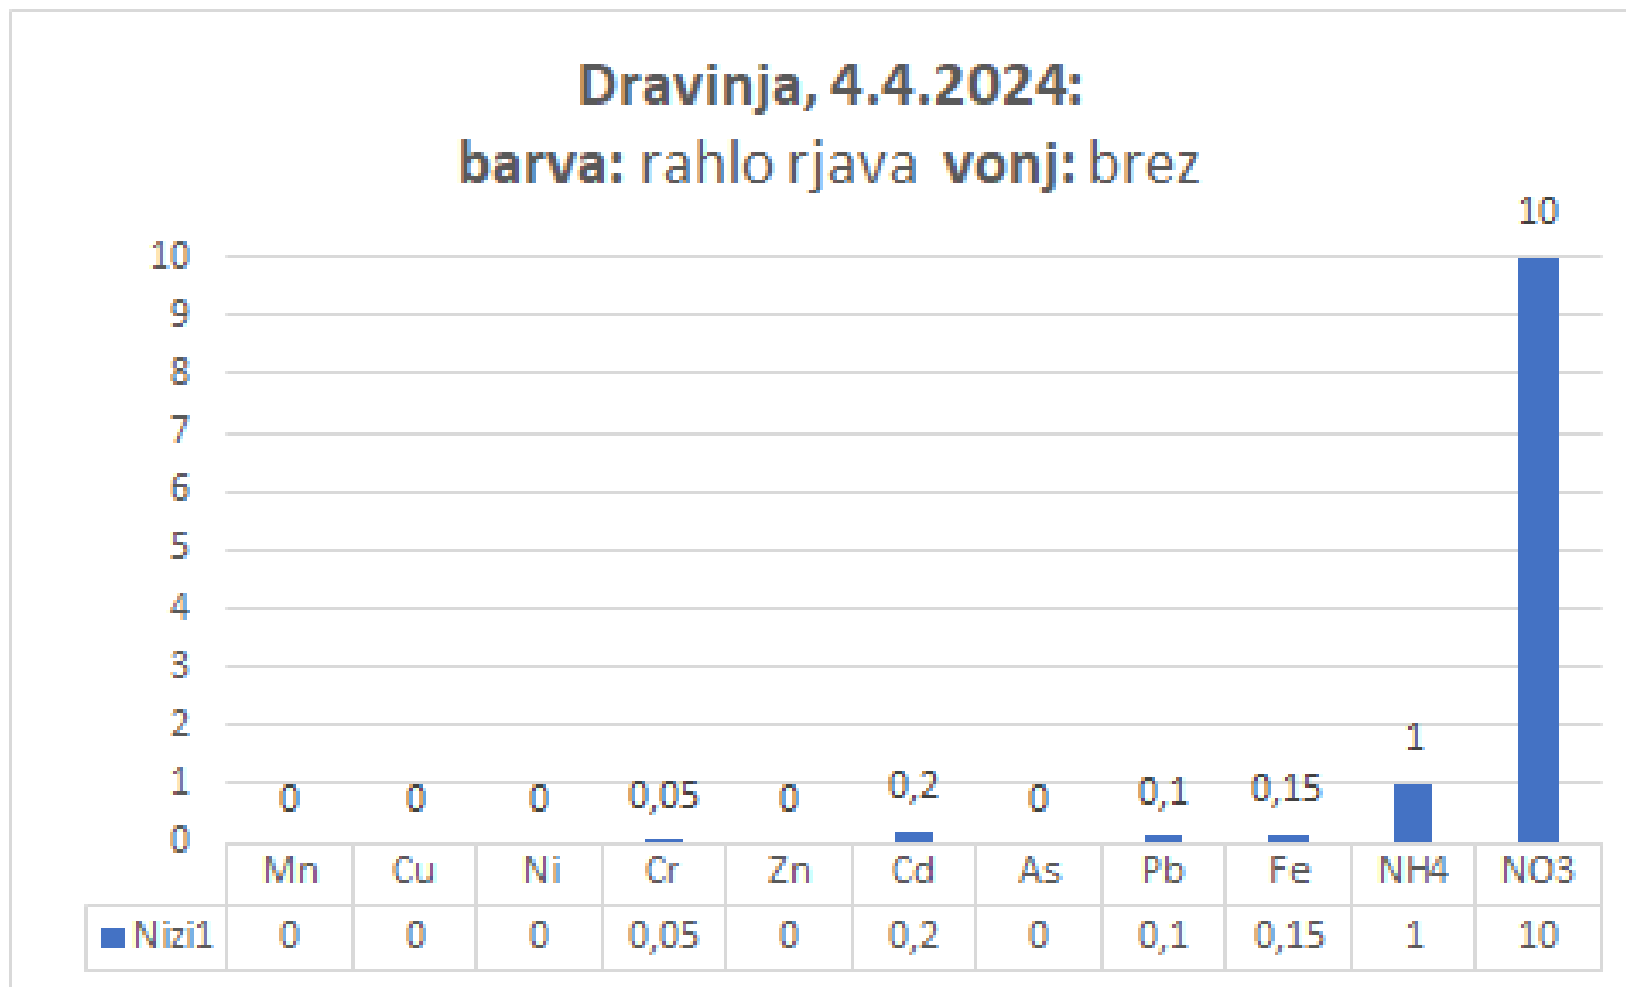 Dravinja, 4.4.2024:
barva: rahlo rjava vonj: brez
10
10
9
8
7
6
5
4
3
2
1
0
0 0 0 0,05 0 0,2 0 0,1 0,15 1
Mn Cu Ni Cr Zn Cd As Pb Fe NH4 NO3
Nizi1 0 0 0 0,05 0 0,2 0 0,1 0,15 1 10